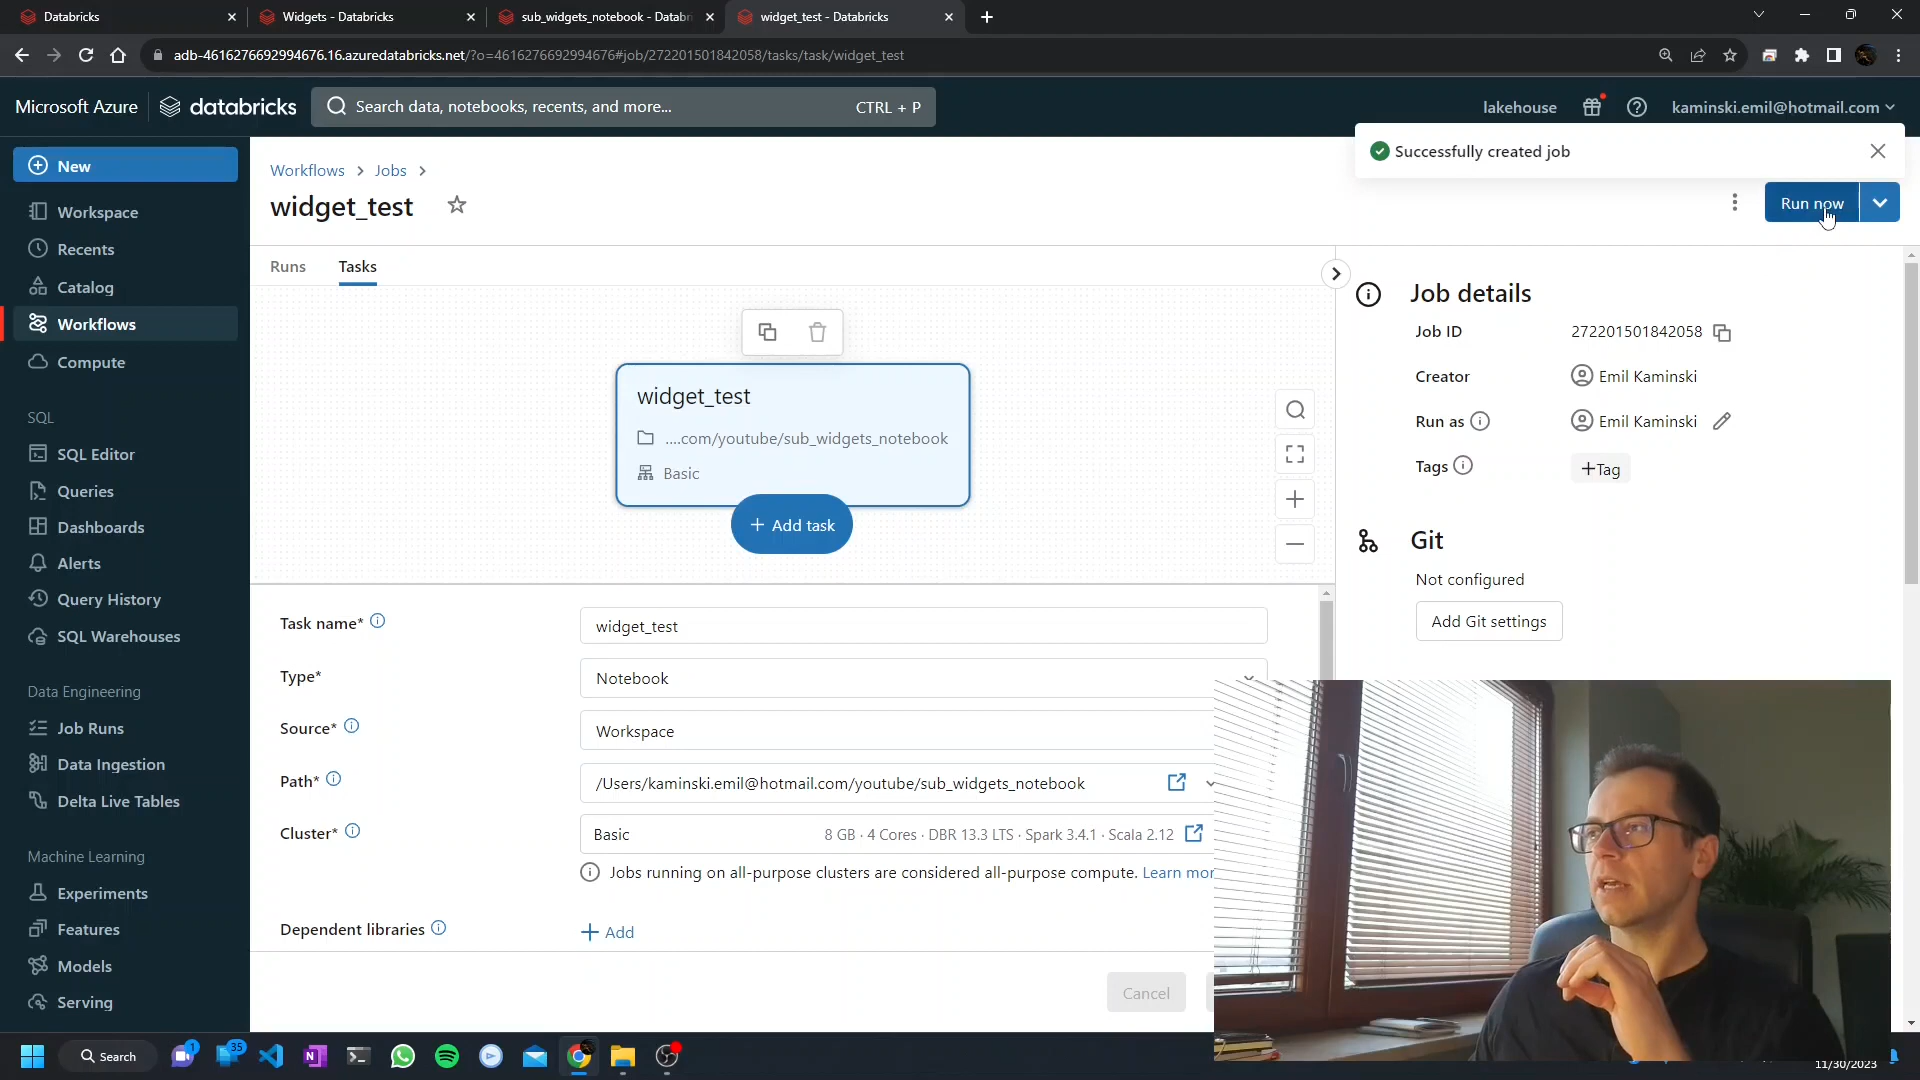 Databricks
Widgets - Databricks
sub_widgets_notebook - Datab
widget_test - Databricks
adb-4616276692994676.16.azuredatabricks.net/?o=4616276692994676#job/272201501842058/tasks/task/widget_test
Microsoft Azure
databricks
Search data, notebooks, recents, and more...
CTRL + P
lakehouse
kaminski.emil@hotmail.com
Successfully created job
New
Workspace
Recents
Catalog
Workflows
Compute
SQL
SQL Editor
Queries
Dashboards
Alerts
Query History
SQL Warehouses
Data Engineering
Job Runs
Data Ingestion
Delta Live Tables
Machine Learning
Experiments
Features
Models
Serving
Workflows > Jobs >
widget_test
Run now
Runs
Tasks
widget_test
....com/youtube/sub_widgets_notebook
Basic
+ Add task
Task name*
widget_test
Type*
Notebook
Source*
Workspace
Path*
/Users/kaminski.emil@hotmail.com/youtube/sub_widgets_notebook
Cluster*
Basic
8 GB · 4 Cores · DBR 13.3 LTS · Spark 3.4.1 · Scala 2.12
Jobs running on all-purpose clusters are considered all-purpose compute. Learn mor
Dependent libraries
+ Add
Cancel
Job details
Job ID
272201501842058
Creator
Emil Kaminski
Run as
Emil Kaminski
Tags
+Tag
Git
Not configured
Add Git settings
Search
1
35
11/30/2023